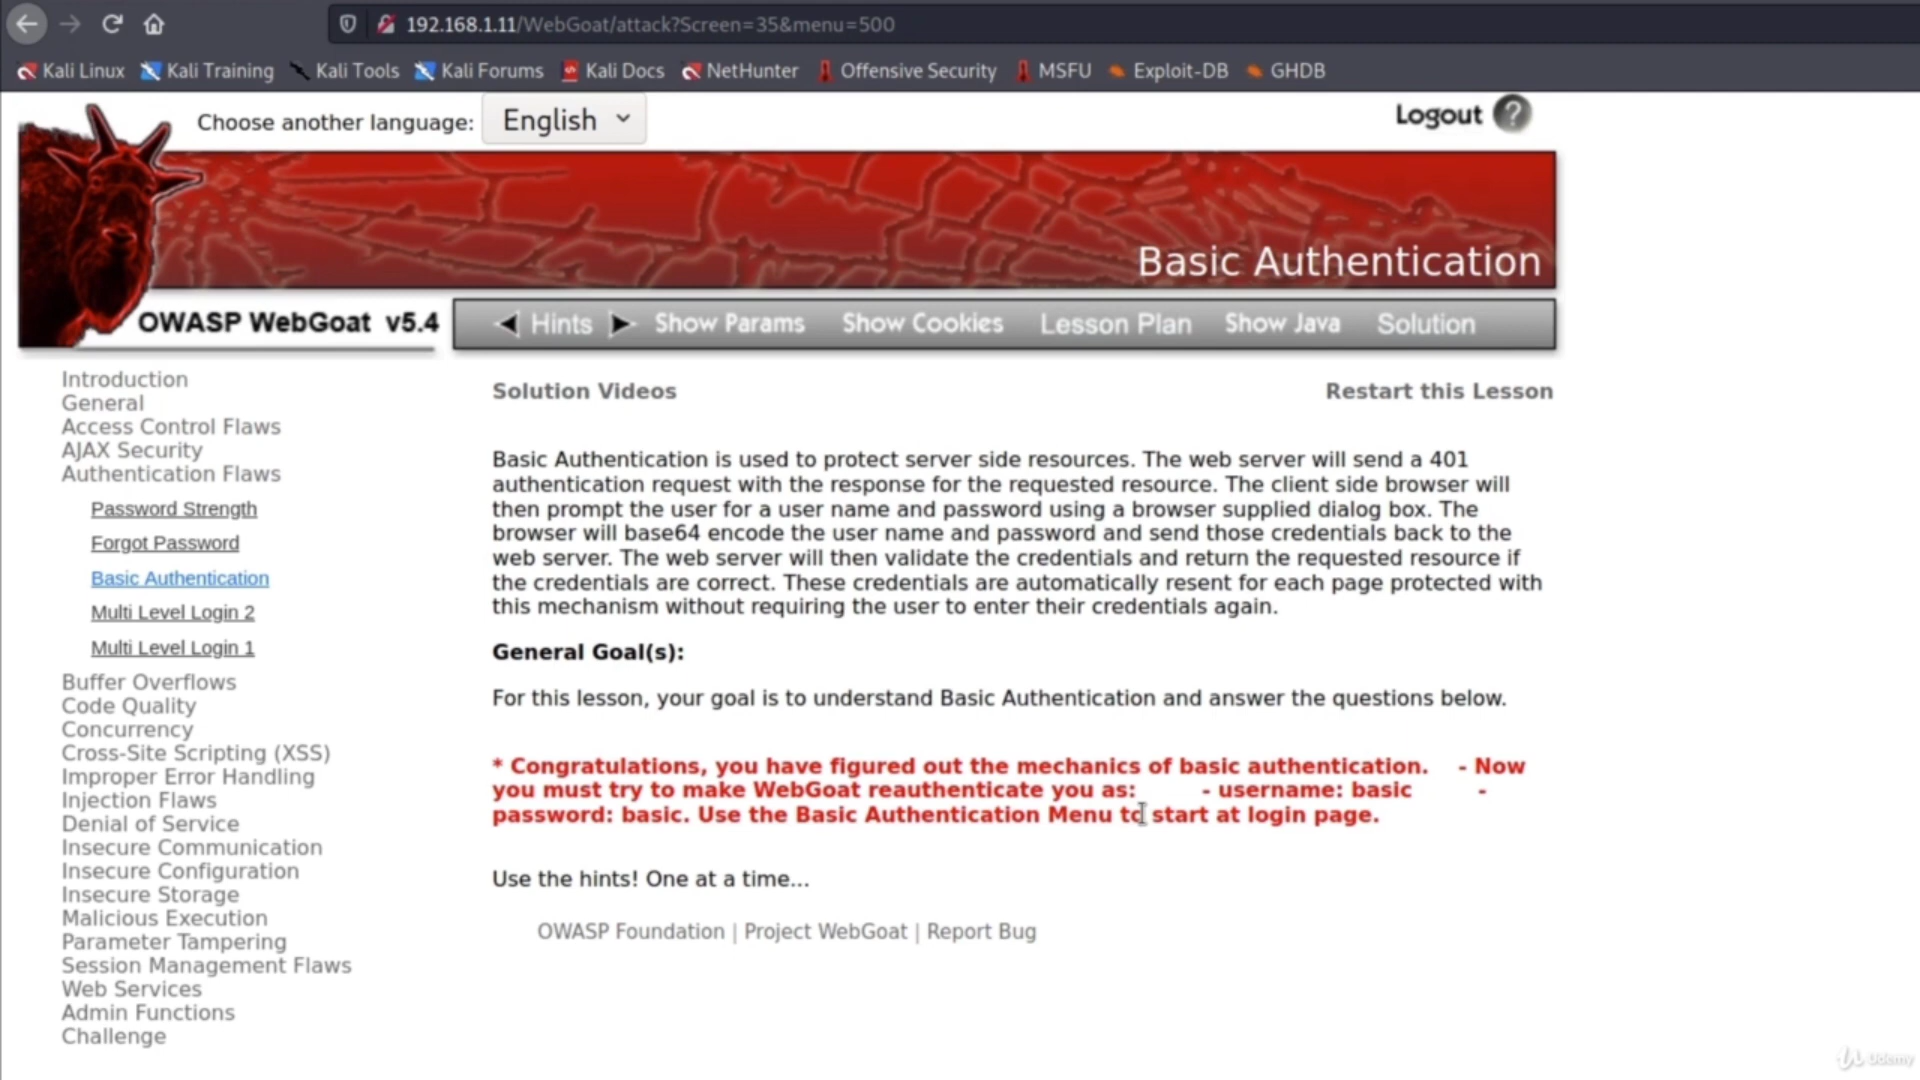 192.168.1.11/WebGoat/attack?Screen=35&menu=500
Kali Linux Kali Training Kali Tools Kali Forums Kali Docs NetHunter Offensive Security MSFU Exploit-DB GHDB
Choose another language: English
Logout ?
Basic Authentication
OWASP WebGoat v5.4
Hints Show Params Show Cookies Lesson Plan Show Java Solution
Introduction
General
Access Control Flaws
AJAX Security
Authentication Flaws
Password Strength
Forgot Password
Basic Authentication
Multi Level Login 2
Multi Level Login 1
Buffer Overflows
Code Quality
Concurrency
Cross-Site Scripting (XSS)
Improper Error Handling
Injection Flaws
Denial of Service
Insecure Communication
Insecure Configuration
Insecure Storage
Malicious Execution
Parameter Tampering
Session Management Flaws
Web Services
Admin Functions
Challenge
Solution Videos Restart this Lesson
Basic Authentication is used to protect server side resources. The web server will send a 401
authentication request with the response for the requested resource. The client side browser will
then prompt the user for a user name and password using a browser supplied dialog box. The
browser will base64 encode the user name and password and send those credentials back to the
web server. The web server will then validate the credentials and return the requested resource if
the credentials are correct. These credentials are automatically resent for each page protected with
this mechanism without requiring the user to enter their credentials again.
General Goal(s):
For this lesson, your goal is to understand Basic Authentication and answer the questions below.
* Congratulations, you have figured out the mechanics of basic authentication. - Now
you must try to make WebGoat reauthenticate you as: - username: basic -
password: basic. Use the Basic Authentication Menu to start at login page.
Use the hints! One at a time...
OWASP Foundation | Project WebGoat | Report Bug
Udemy